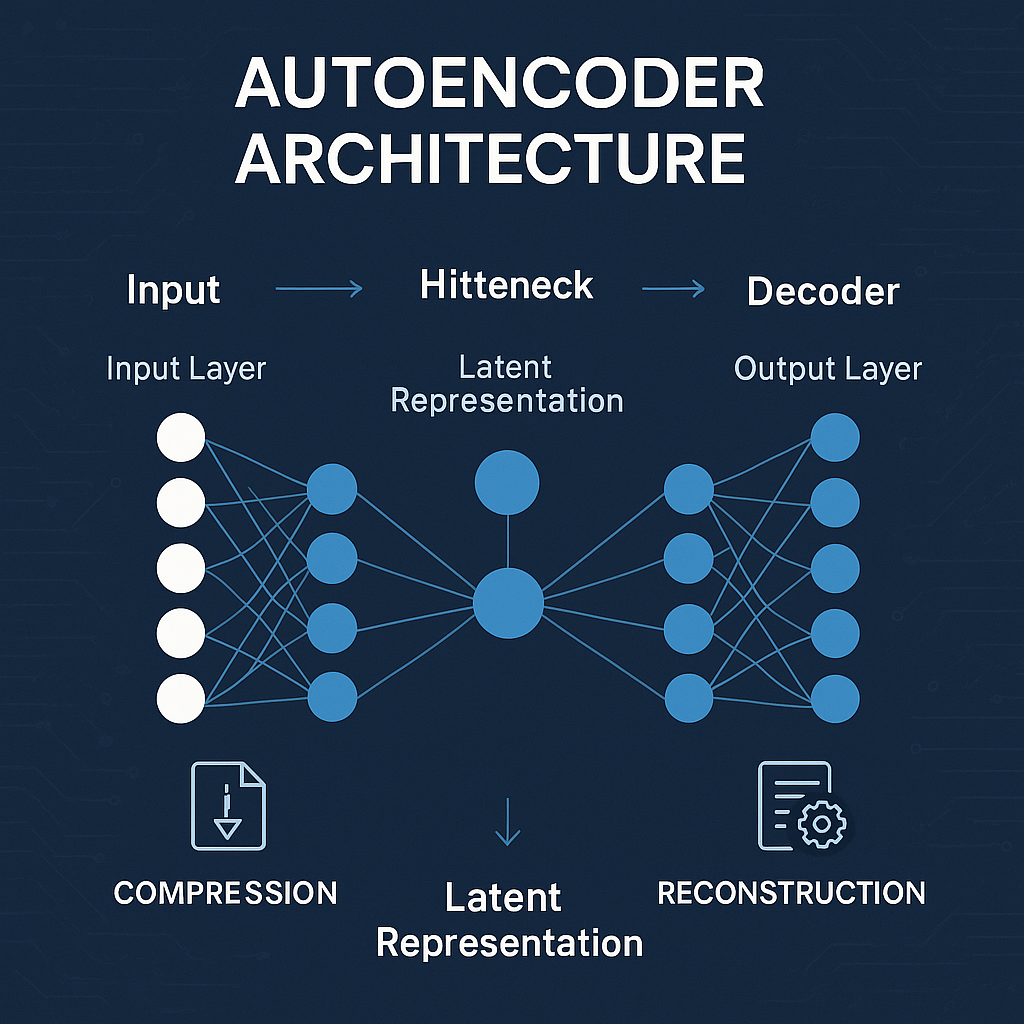 AUTOENCODER
ARCHITECTURE
Input
Hitteneck
Decoder
Input Layer
Latent
Representation
Output Layer
COMPRESSION
Latent
Representation
RECONSTRUCTION